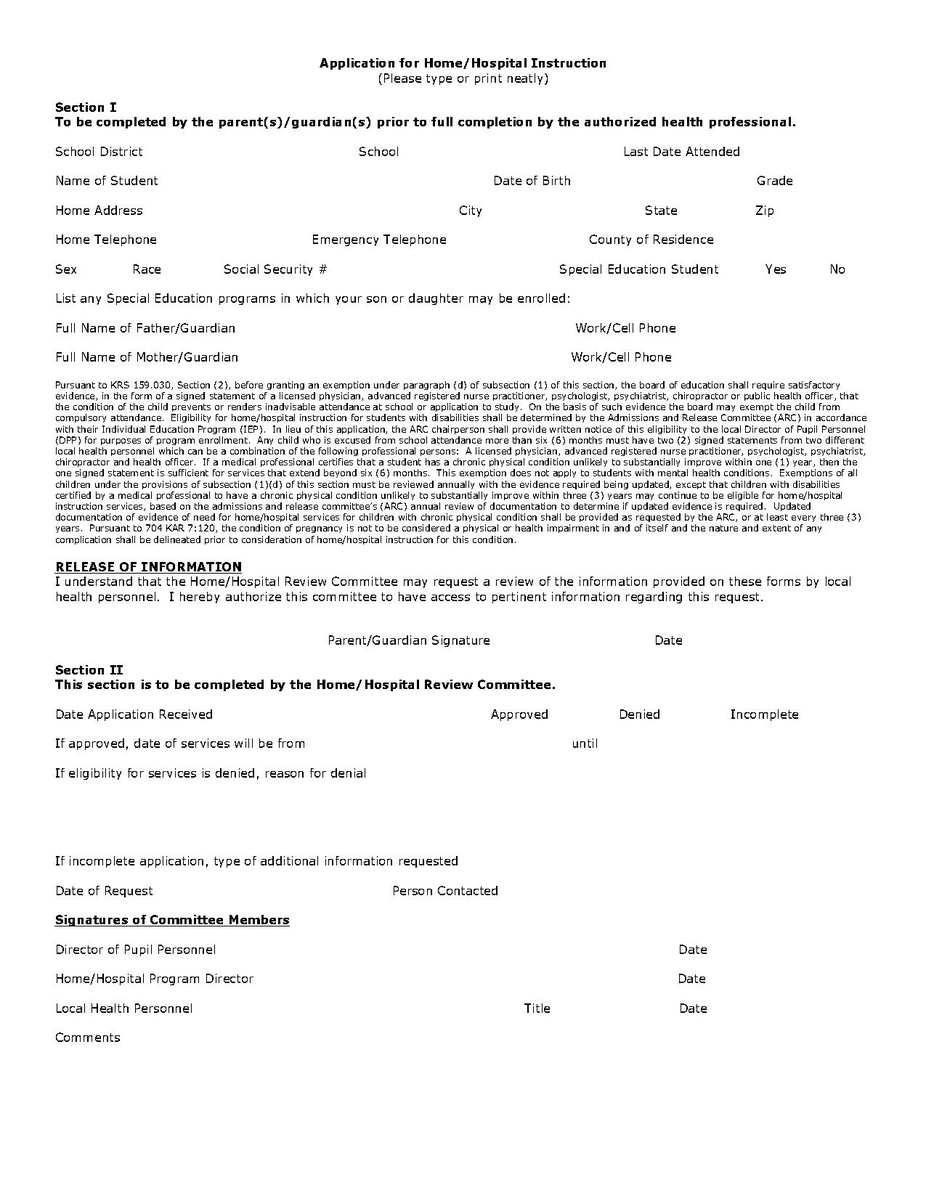 Application for Home/Hospital Instruction
(Please type or print neatly)
Section I
To be completed by the parent(s)/guardian(s) prior to full completion by the authorized health professional.
School District School Last Date Attended
Name of Student Date of Birth Grade
Home Address City State Zip
Home Telephone Emergency Telephone County of Residence
Sex Race Social Security # Special Education Student Yes No
List any Special Education programs in which your son or daughter may be enrolled:
Full Name of Father/Guardian Work/Cell Phone
Full Name of Mother/Guardian Work/Cell Phone
Pursuant to KRS 159.030, Section (2), before granting an exemption under paragraph (d) of subsection (1) of this section, the board of education shall require satisfactory
evidence, in the form of a signed statement of a licensed physician, advanced registered nurse practitioner, psychologist, psychiatrist, chiropractor or public health officer, that
the condition of the child prevents or renders inadvisable attendance at school or application to study. On the basis of such evidence the board may exempt the child from
compulsory attendance. Eligibility for home/hospital instruction for students with disabilities shall be determined by the Admissions and Release Committee (ARC) in accordance
with their Individual Education Program (IEP). In lieu of this application, the ARC chairperson shall provide written notice of this eligibility to the local Director of Pupil Personnel
(DPP) for purposes of program enrollment. Any child who is excused from school attendance more than six (6) months must have two (2) signed statements from two different
local health personnel which can be a combination of the following professional persons: A licensed physician, advanced registered nurse practitioner, psychologist, psychiatrist,
chiropractor and health officer. If a medical professional certifies that a student has a chronic physical condition unlikely to substantially improve within one (1) year, then the
one signed statement is sufficient for services that extend beyond six (6) months. This exemption does not apply to students with mental health conditions. Exemptions of all
children under the provisions of subsection (1)(d) of this section must be reviewed annually with the evidence required being updated, except that children with disabilities
certified by a medical professional to have a chronic physical condition unlikely to substantially improve within three (3) years may continue to be eligible for home/hospital
instruction services, based on the admissions and release committee's (ARC) annual review of documentation to determine if updated evidence is required. Updated
documentation of evidence of need for home/hospital services for children with chronic physical condition shall be provided as requested by the ARC, or at least every three (3)
years. Pursuant to 704 KAR 7:120, the condition of pregnancy is not to be considered a physical or health impairment in and of itself and the nature and extent of any
complication shall be delineated prior to consideration of home/hospital instruction for this condition.
RELEASE OF INFORMATION
I understand that the Home/Hospital Review Committee may request a review of the information provided on these forms by local
health personnel. I hereby authorize this committee to have access to pertinent information regarding this request.
Parent/Guardian Signature Date
Section II
This section is to be completed by the Home/Hospital Review Committee.
Date Application Received Approved Denied Incomplete
If approved, date of services will be from until
If eligibility for services is denied, reason for denial
If incomplete application, type of additional information requested
Date of Request Person Contacted
Signatures of Committee Members
Director of Pupil Personnel Date
Home/Hospital Program Director Date
Local Health Personnel Title Date
Comments